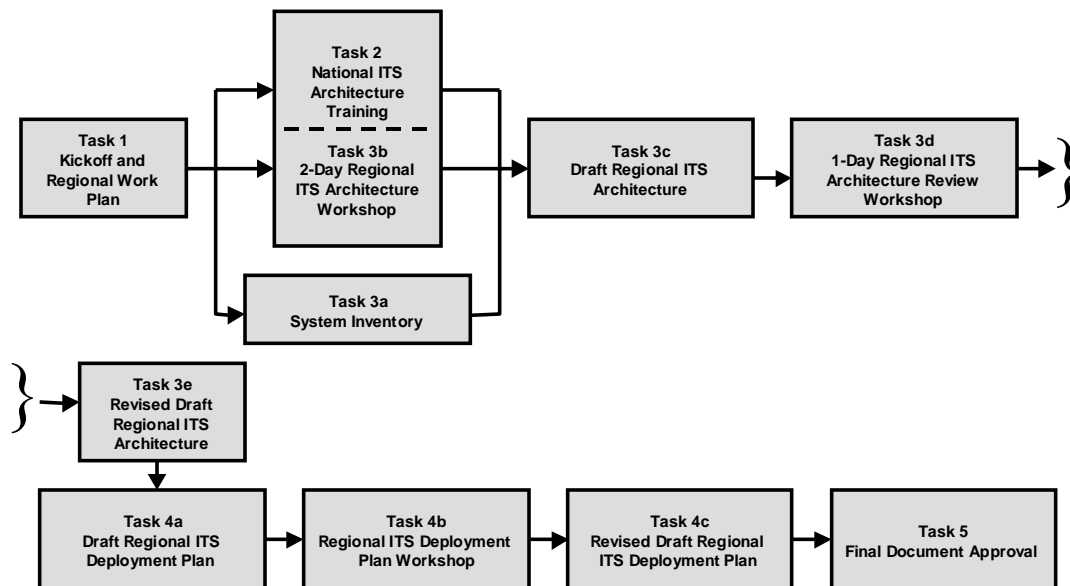 Task 1
Kickoff and
Regional Work
Plan
Task 2
National ITS
Architecture
Training
Task 3b
2-Day Regional
ITS Architecture
Workshop
Task 3a
System Inventory
Task 3c
Draft Regional ITS
Architecture
Task 3d
1-Day Regional ITS
Architecture Review
Workshop
}
}
Task 3e
Revised Draft
Regional ITS
Architecture
Task 4a
Draft Regional ITS
Deployment Plan
Task 4b
Regional ITS Deployment
Plan Workshop
Task 4c
Revised Draft Regional
ITS Deployment Plan
Task 5
Final Document Approval